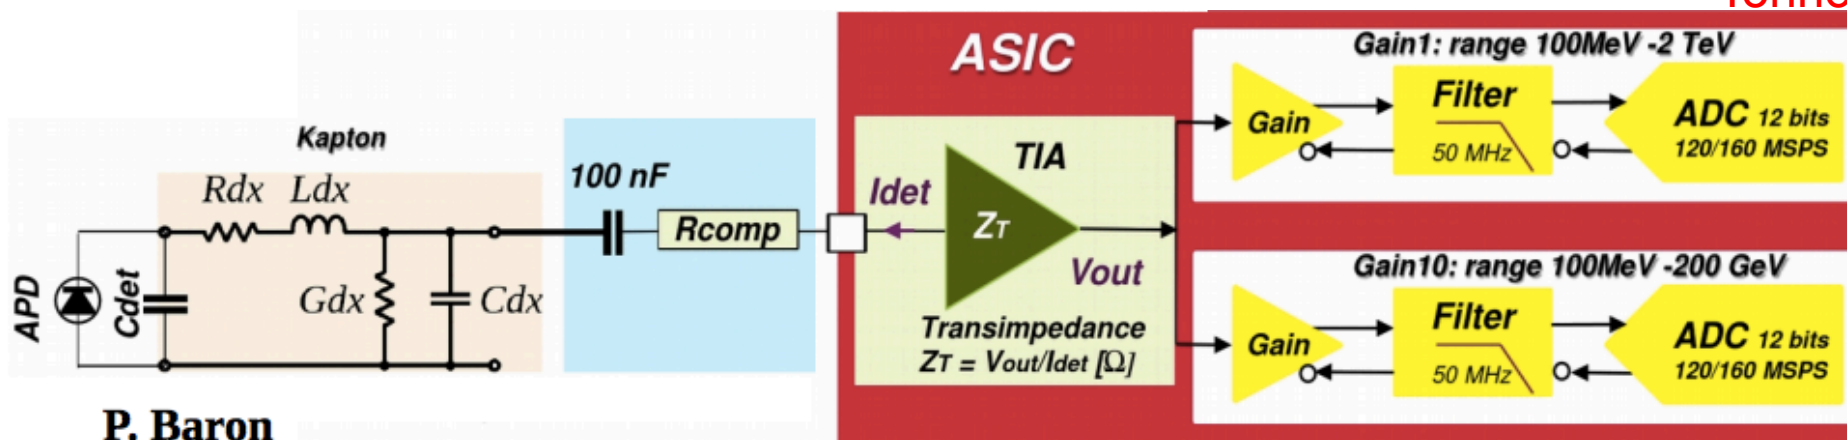 ASIC
Gain1: range 100MeV -2 TeV
Gain
Filter
50 MHz
ADC 12 bits
120/160 MSPS
Kapton
Rdx Ldx
APD
Cdet
Gdx
Cdx
100 nF
Rcomp
Idet
TIA
ZT
Vout
Transimpedance
ZT = Vout/Idet [Ω]
Gain10: range 100MeV -200 GeV
Gain
Filter
50 MHz
ADC 12 bits
120/160 MSPS
P. Baron